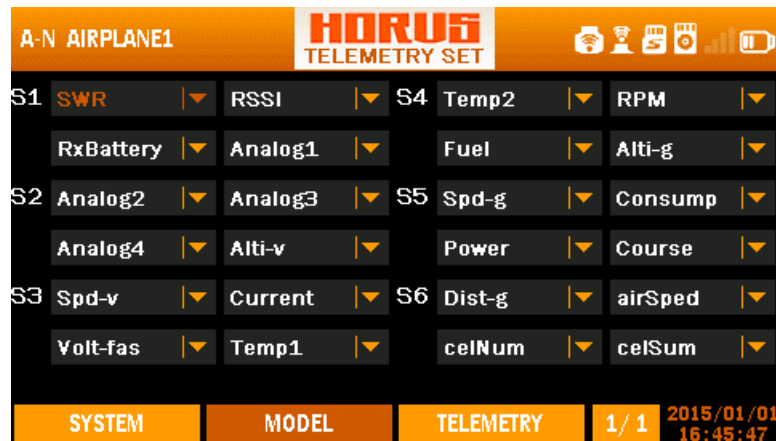 A-N AIRPLANE1
HORUS
TELEMETRY SET
S1 SWR RSSI S4 Temp2 RPM
RxBattery Analog1 Fuel Alti-g
S2 Analog2 Analog3 S5 Spd-g Consump
Analog4 Alti-v Power Course
S3 Spd-v Current S6 Dist-g airSped
Volt-fas Temp1 celNum celSum
SYSTEM MODEL TELEMETRY 1/1 2015/01/01
16:45:47